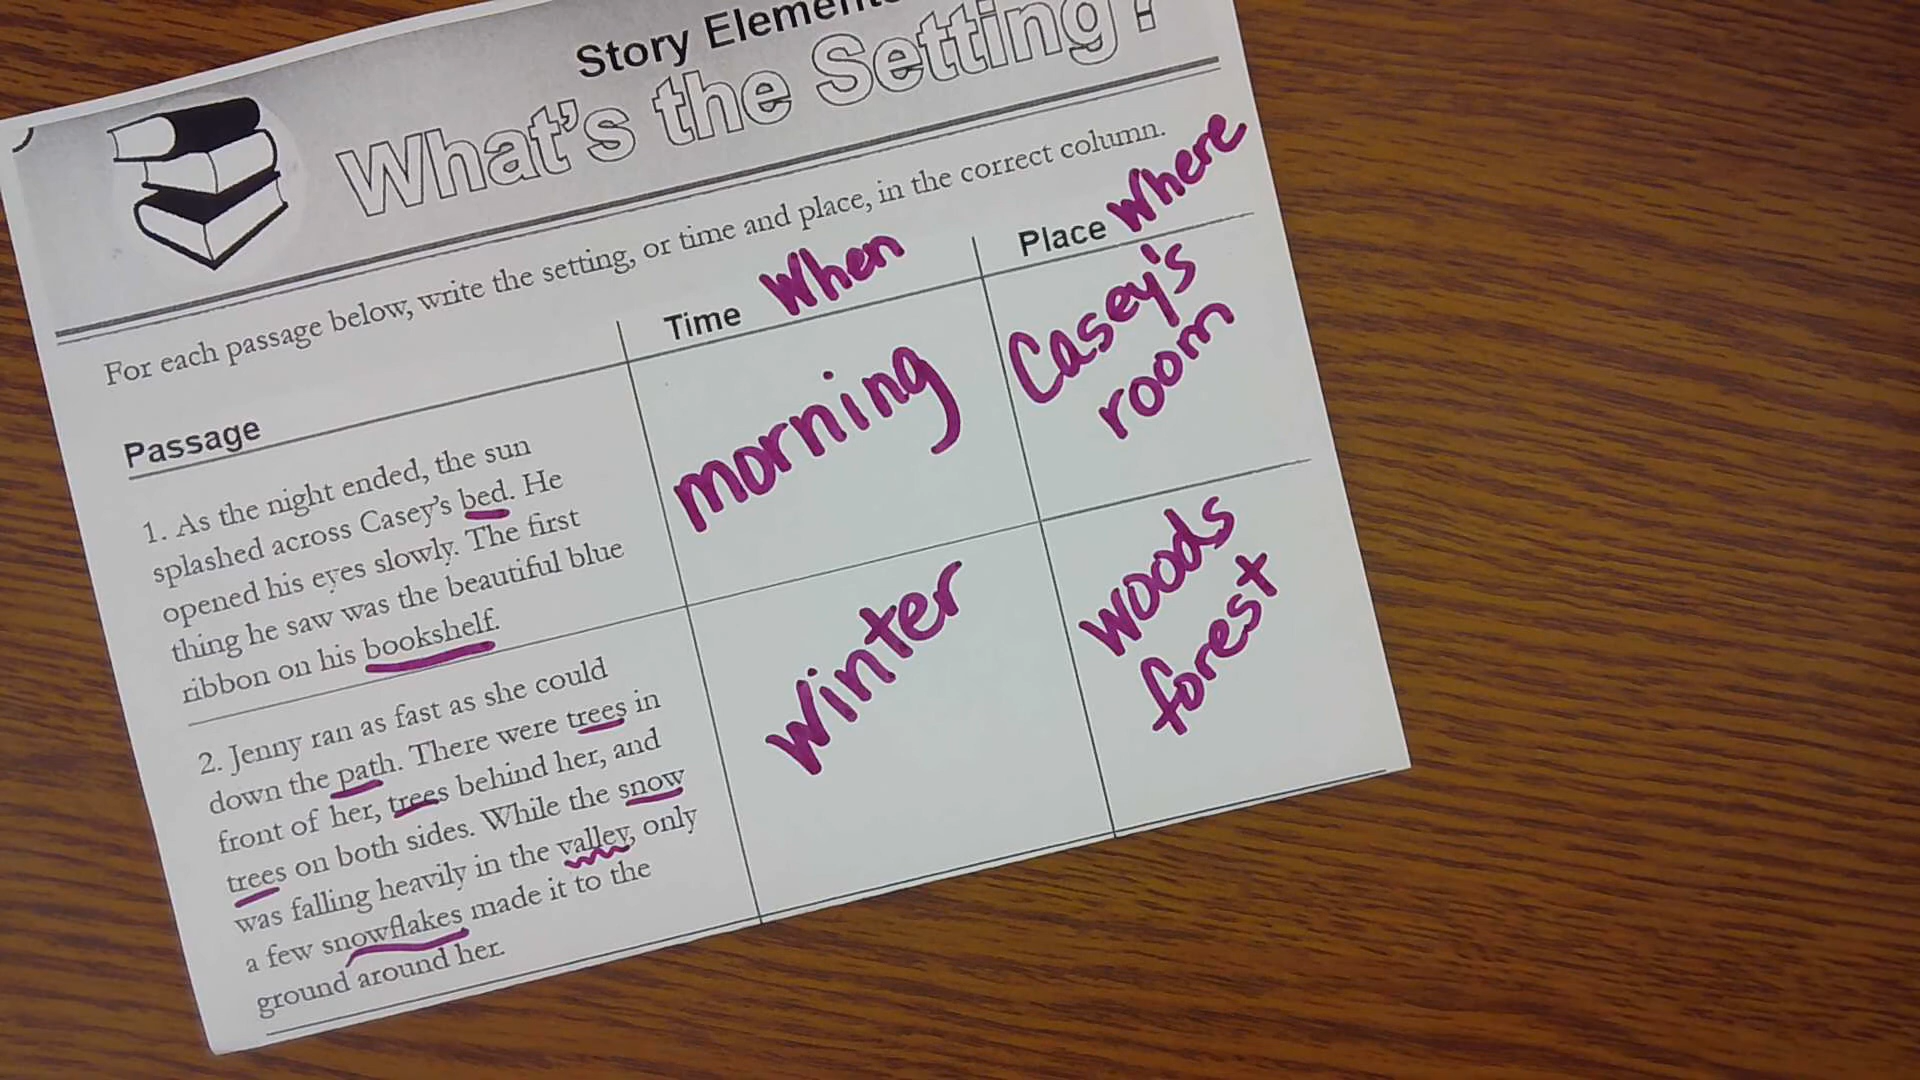 Story Elements
What's the Setting?
For each passage below, write the setting, or time and place, in the correct column.
Passage
Time When
Place Where
1. As the night ended, the sun
splashed across Casey's bed. He
opened his eyes slowly. The first
thing he saw was the beautiful blue
ribbon on his bookshelf.
morning
Casey's
room
2. Jenny ran as fast as she could
down the path. There were trees in
front of her, trees behind her, and
trees on both sides. While the snow
was falling heavily in the valley, only
a few snowflakes made it to the
ground around her.
winter
woods
forest